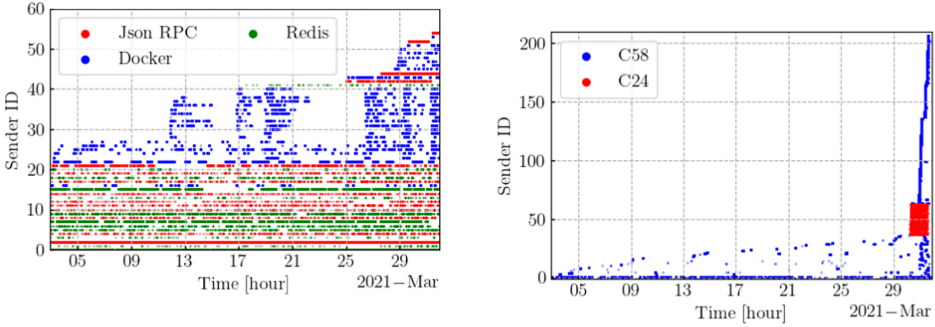 60
50
40
30
20
10
0
Sender ID
Json RPC
Docker
Redis
05 09 13 17 21 25 29
Time [hour]
2021−Mar
200
150
100
50
0
Sender ID
C58
C24
05 09 13 17 21 25 29
Time [hour]
2021−Mar